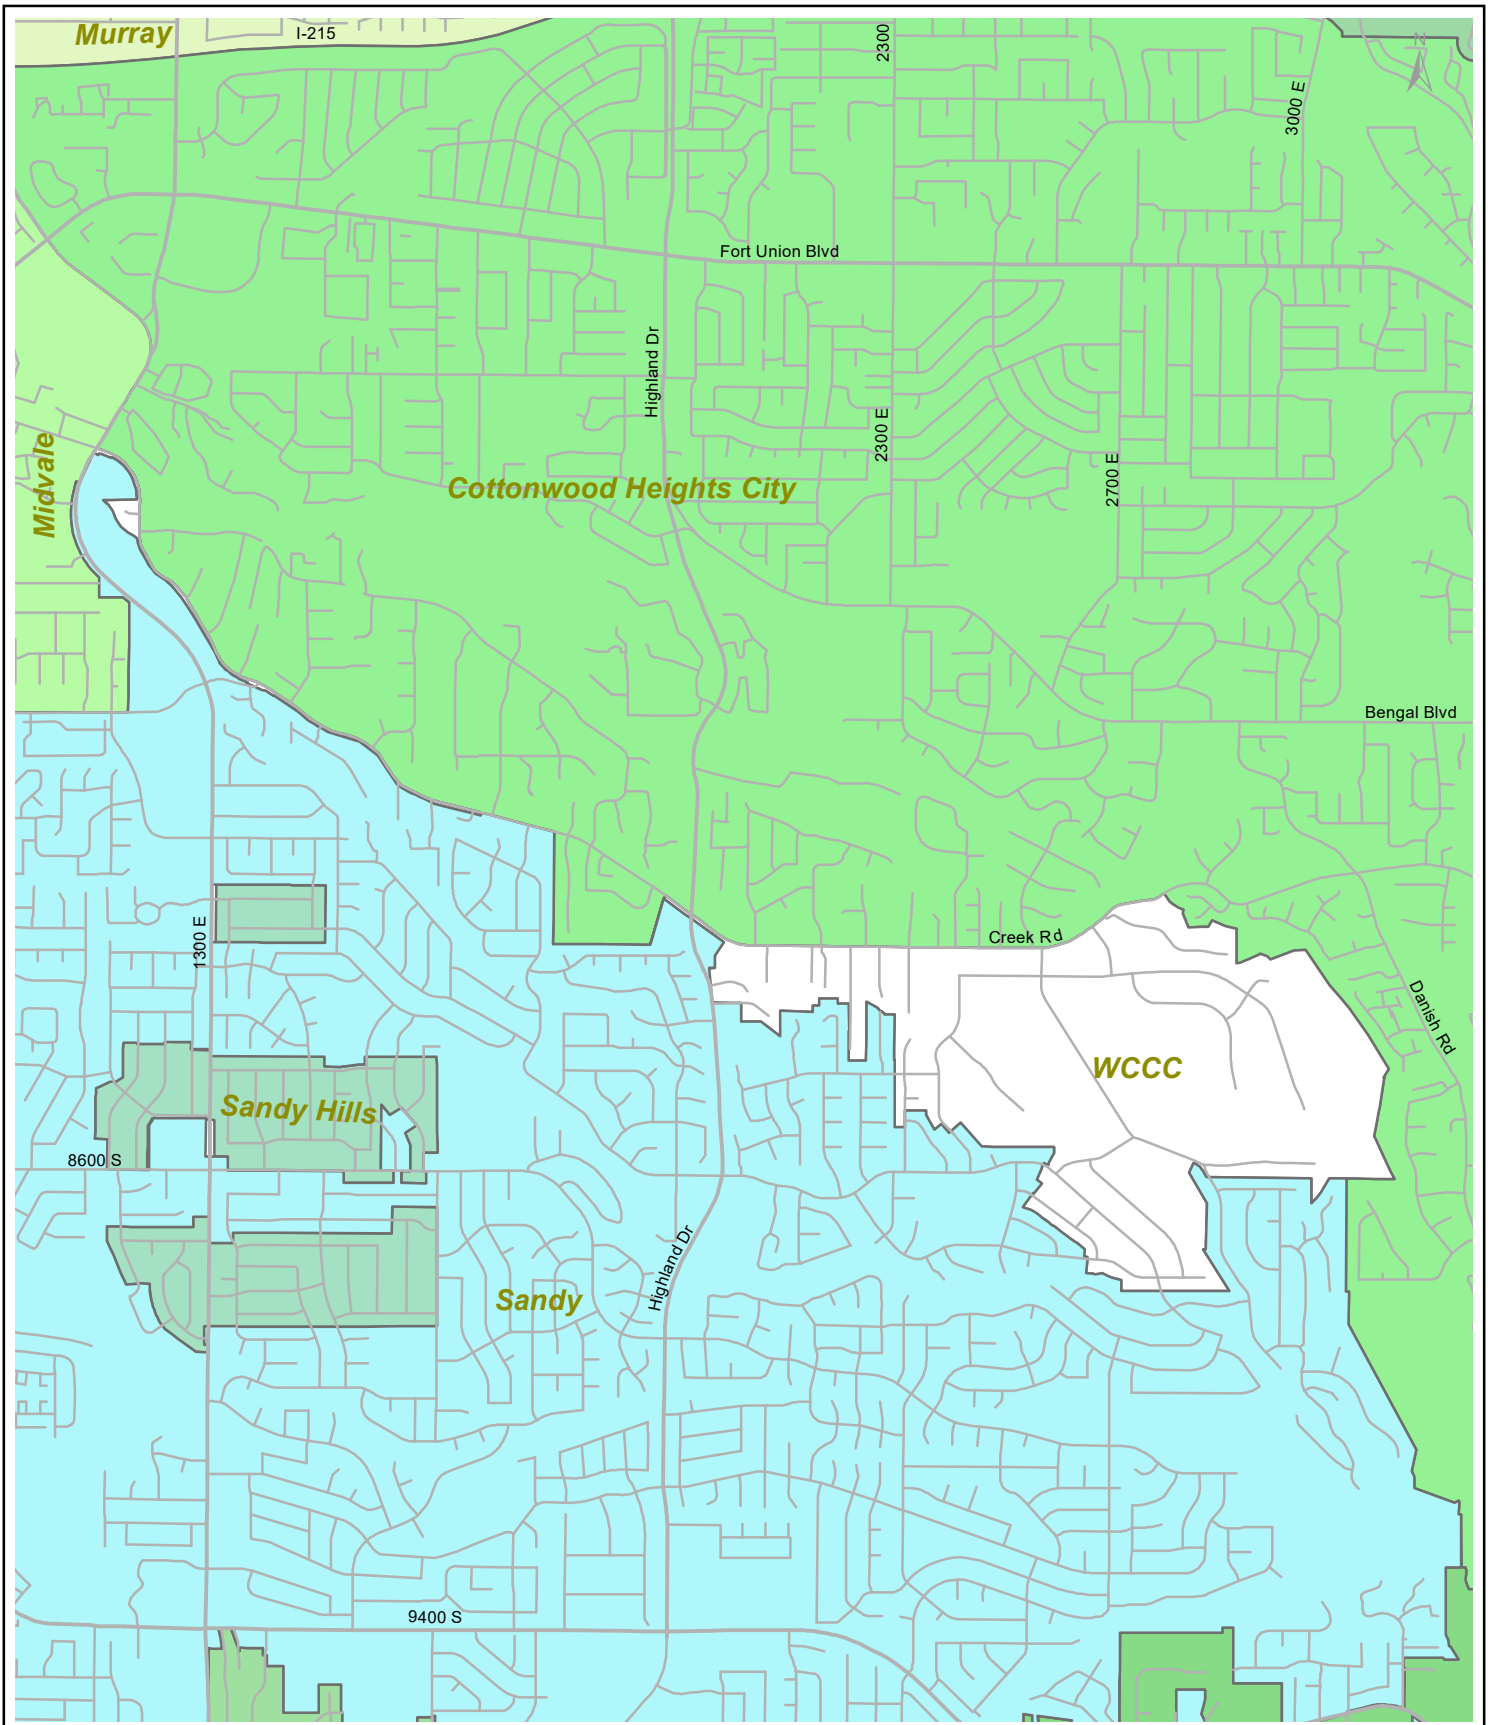 Murray
I-215
2300
N
3000 E
Fort Union Blvd
Highland Dr
2300 E
Midvale
2700 E
Cottonwood Heights City
Bengal Blvd
1300 E
Creek Rd
Danish Rd
WCCC
Sandy Hills
8600 S
Highland Dr
Sandy
9400 S